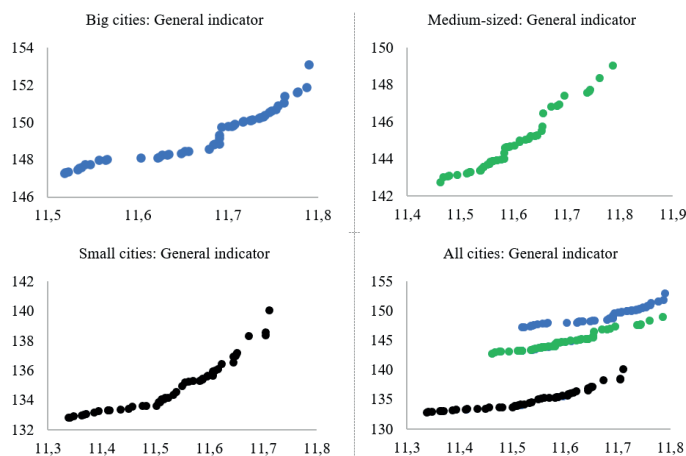 Big cities: General indicator
154
152
150
148
146
11,5 11,6 11,7 11,8
Medium-sized: General indicator
150
148
146
144
142
11,4 11,5 11,6 11,7 11,8 11,9
Small cities: General indicator
142
140
138
136
134
132
11,3 11,4 11,5 11,6 11,7 11,8
All cities: General indicator
155
150
145
140
135
130
11,3 11,4 11,5 11,6 11,7 11,8